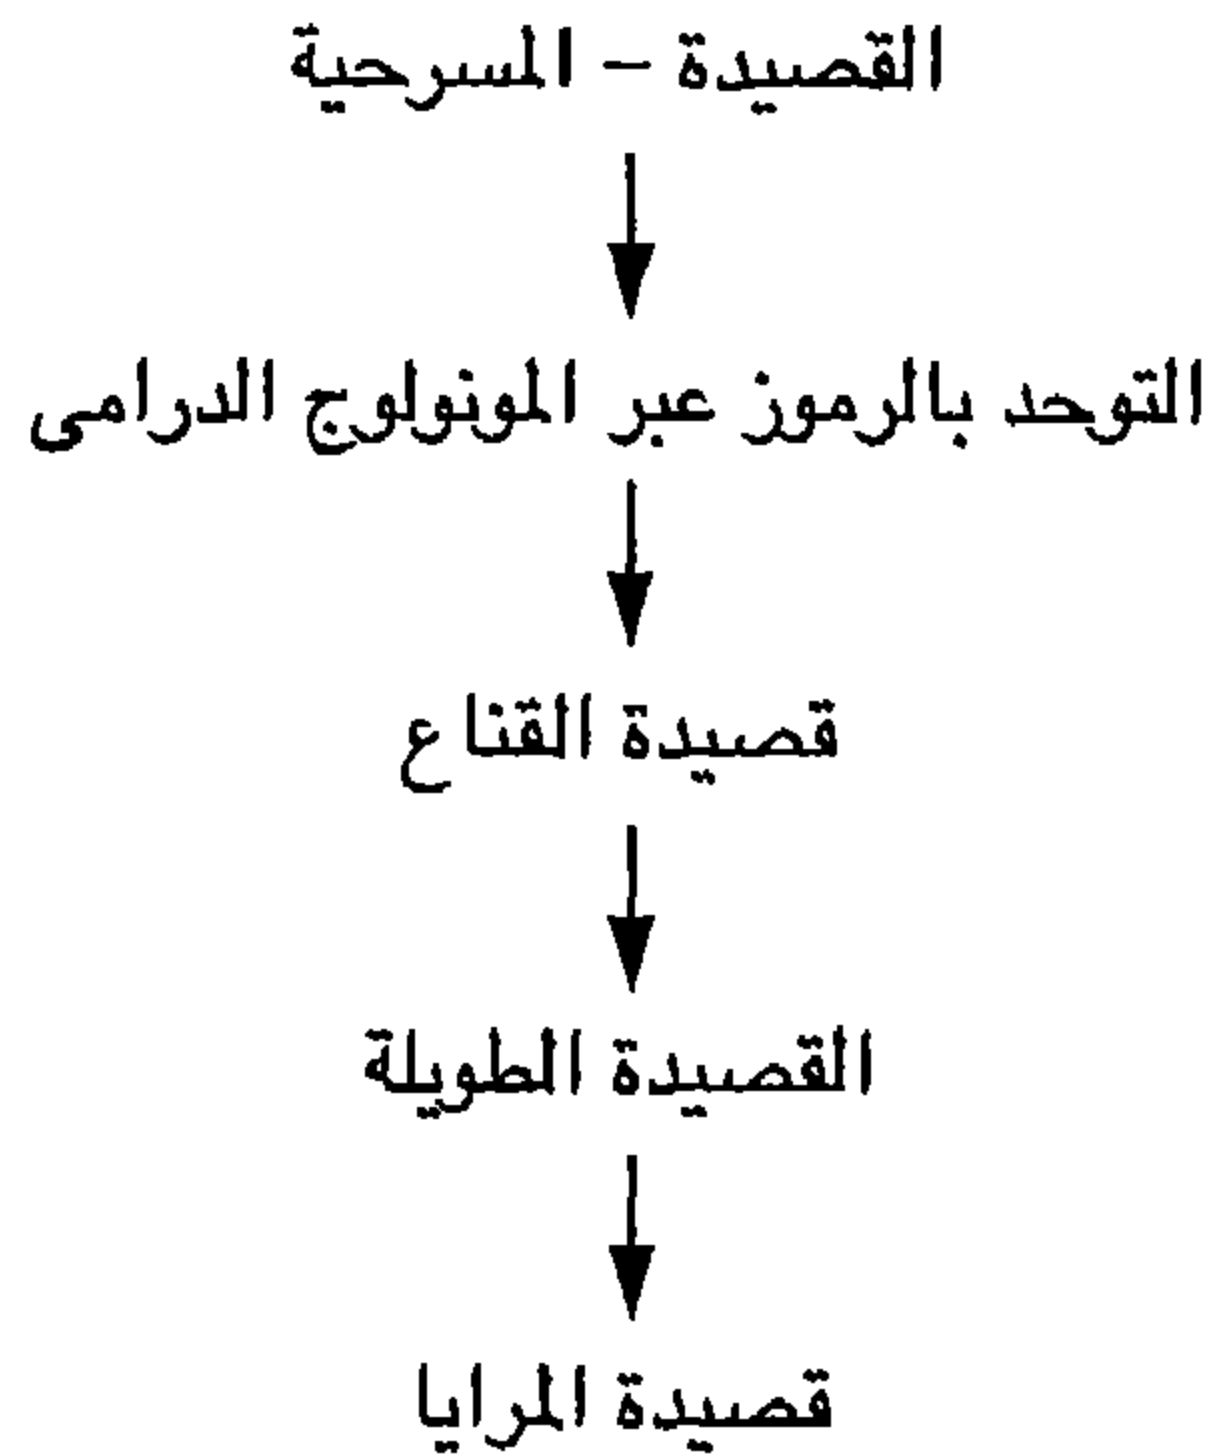 القصيدة – المسرحية
التوحد بالرموز عبر المونولوج الدرامى
قصيدة القناع
القصيدة الطويلة
قصيدة المرايا